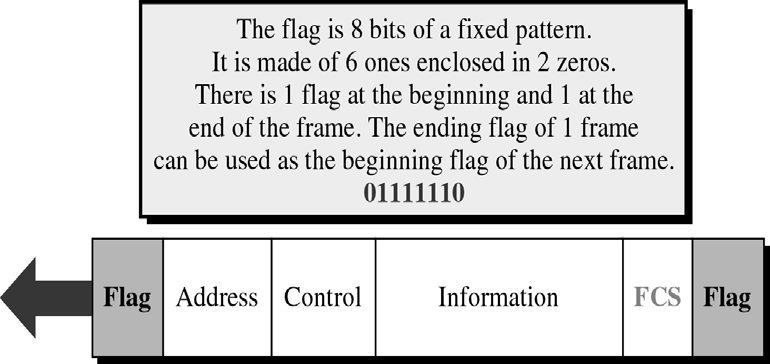 The flag is 8 bits of a fixed pattern.
It is made of 6 ones enclosed in 2 zeros.
There is 1 flag at the beginning and 1 at the
end of the frame. The ending flag of 1 frame
can be used as the beginning flag of the next frame.
01111110
Flag Address Control Information FCS Flag